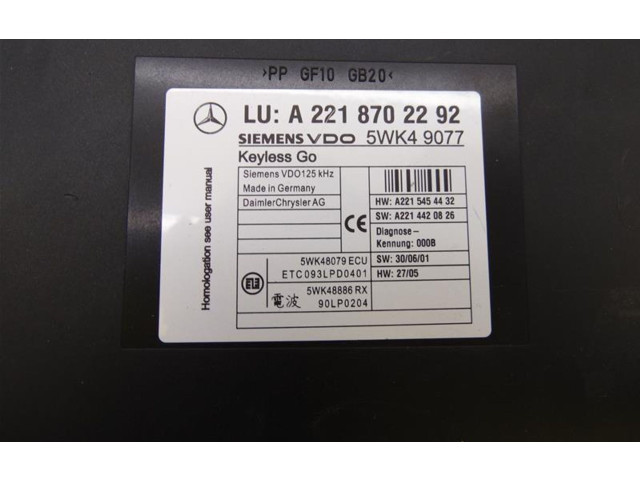 >PP GF10 GB20<
LU: A 221 870 22 92
SIEMENS VDO 5WK4 9077
Keyless Go
Siemens VDO125 kHz
Made in Germany
DaimlerChrysler AG
HW: A221 545 44 32
SW: A221 442 08 26
Diagnose –
Kennung: 000B
SW: 30/06/01
HW: 27/05
CE
5WK48079 ECU
ETC093LPD0401
5WK48886 RX
電波 90LP0204
Homologation see user manual